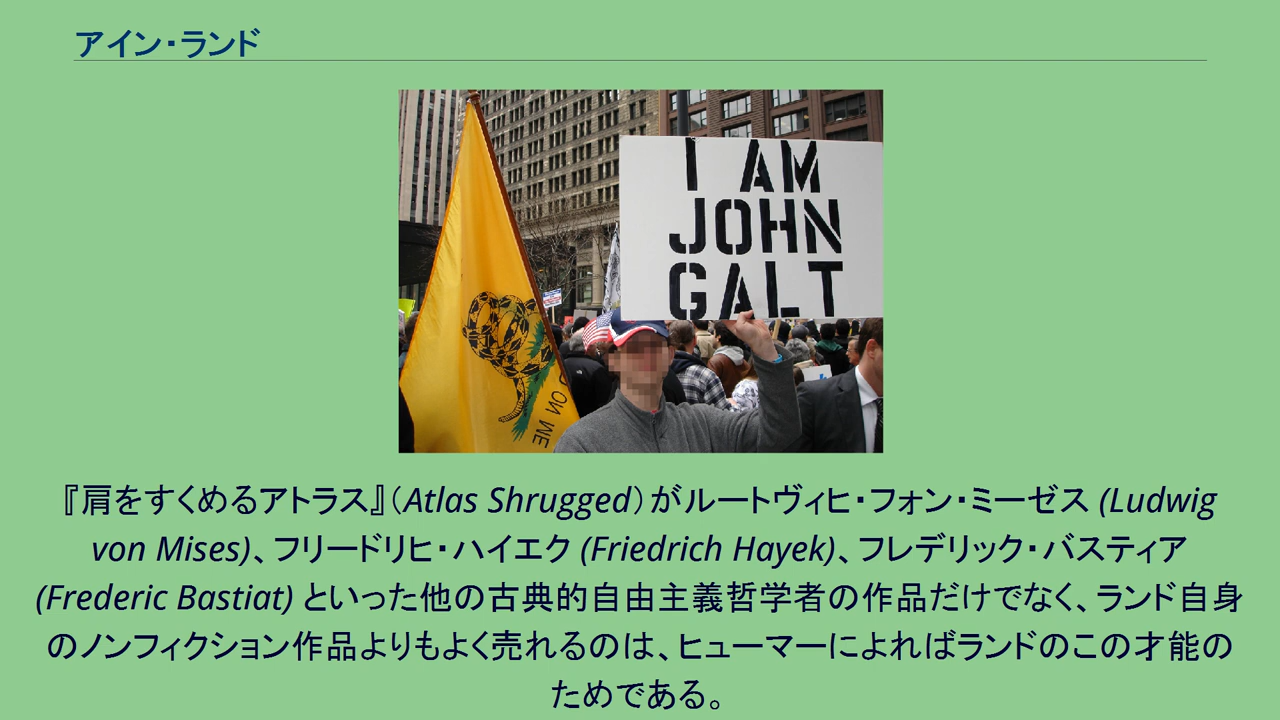 アイン・ランド
I AM
JOHN
GALT
ON ME
『肩をすくめるアトラス』(Atlas Shrugged)がルートヴィヒ・フォン・ミーゼス (Ludwig
von Mises)、フリードリヒ・ハイエク (Friedrich Hayek)、フレデリック・バスティア
(Frederic Bastiat) といった他の古典的自由主義哲学者の作品だけでなく、ランド自身
のノンフィクション作品よりもよく売れるのは、ヒューマーによればランドのこの才能の
ためである。